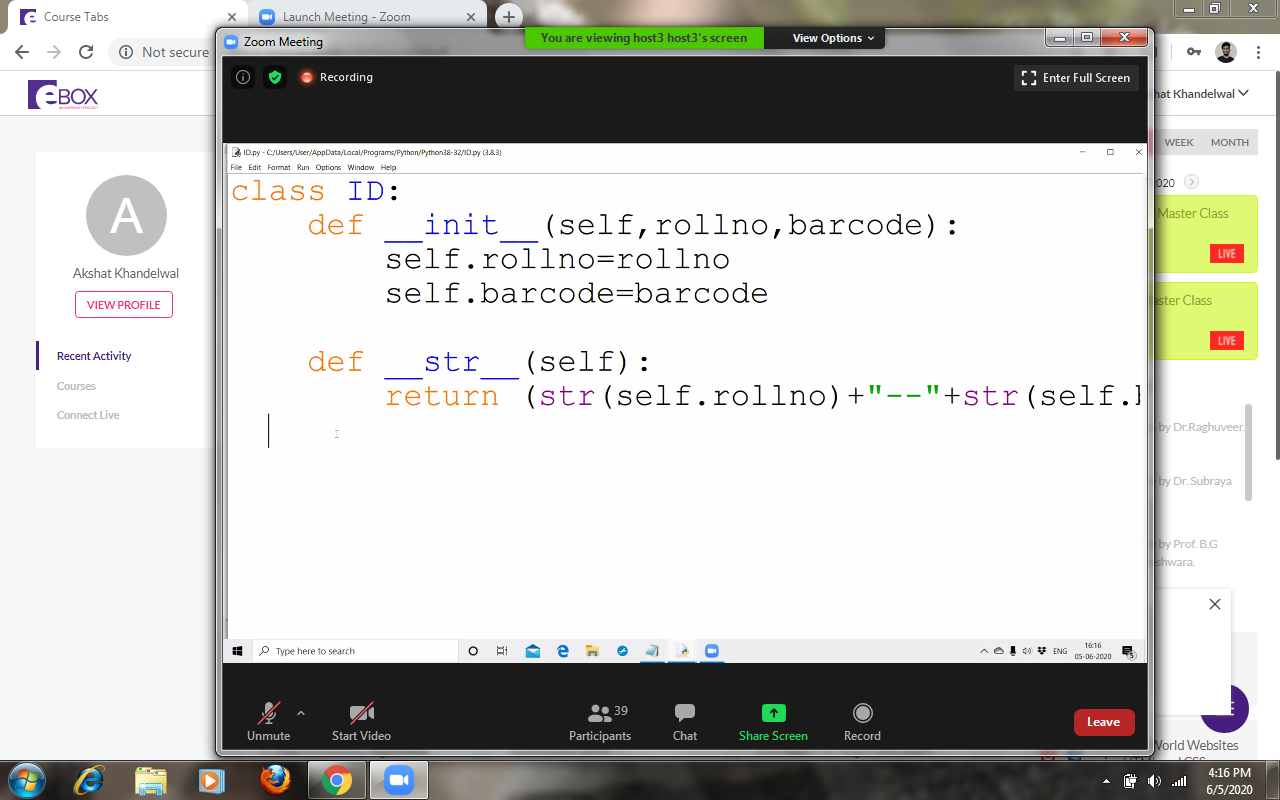 Course Tabs
Launch Meeting - Zoom
Not secure
Zoom Meeting
You are viewing host3 host3's screen
View Options
Recording
Enter Full Screen
eBOX
hat Khandelwal
WEEK
MONTH
2020
Master Class
LIVE
ster Class
LIVE
A
Akshat Khandelwal
VIEW PROFILE
Recent Activity
Courses
Connect Live
by Dr.Raghuveer.
by Dr. Subraya
by Prof. B.G
shwara.
World Websites
ID.py - C:/Users/User/AppData/Local/Programs/Python/Python38-32/ID.py (3.8.3)
File Edit Format Run Options Window Help
class ID:
    def __init__(self,rollno,barcode):
        self.rollno=rollno
        self.barcode=barcode
    def __str__(self):
        return (str(self.rollno)+"--"+str(self.
Type here to search
ENG
16:16
05-06-2020
5
Unmute
Start Video
39
Participants
Chat
Share Screen
Record
Leave
4:16 PM
6/5/2020